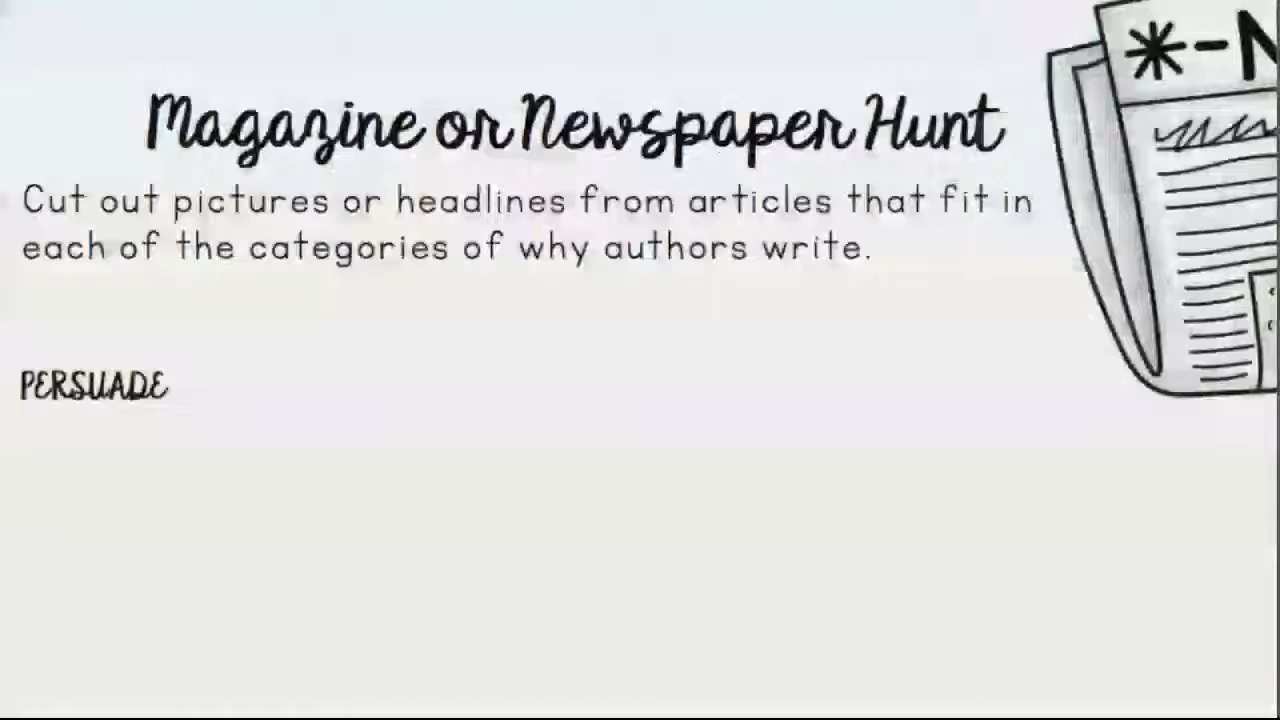 *-N
Magazine or Newspaper Hunt
Cut out pictures or headlines from articles that fit in
each of the categories of why authors write.
PERSUADE